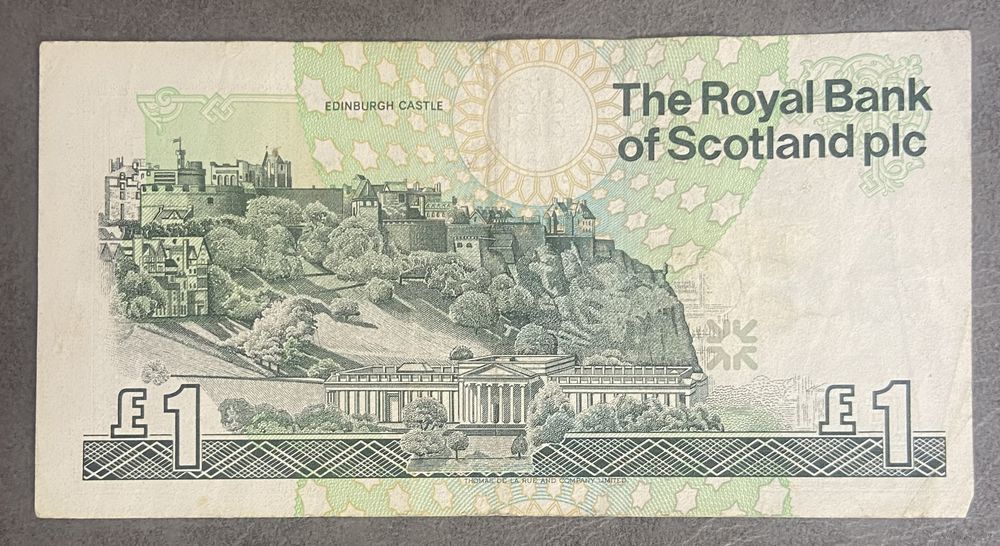 EDINBURGH CASTLE
The Royal Bank
of Scotland plc
£1
£1
THOMAS DE LA RUE AND COMPANY LIMITED